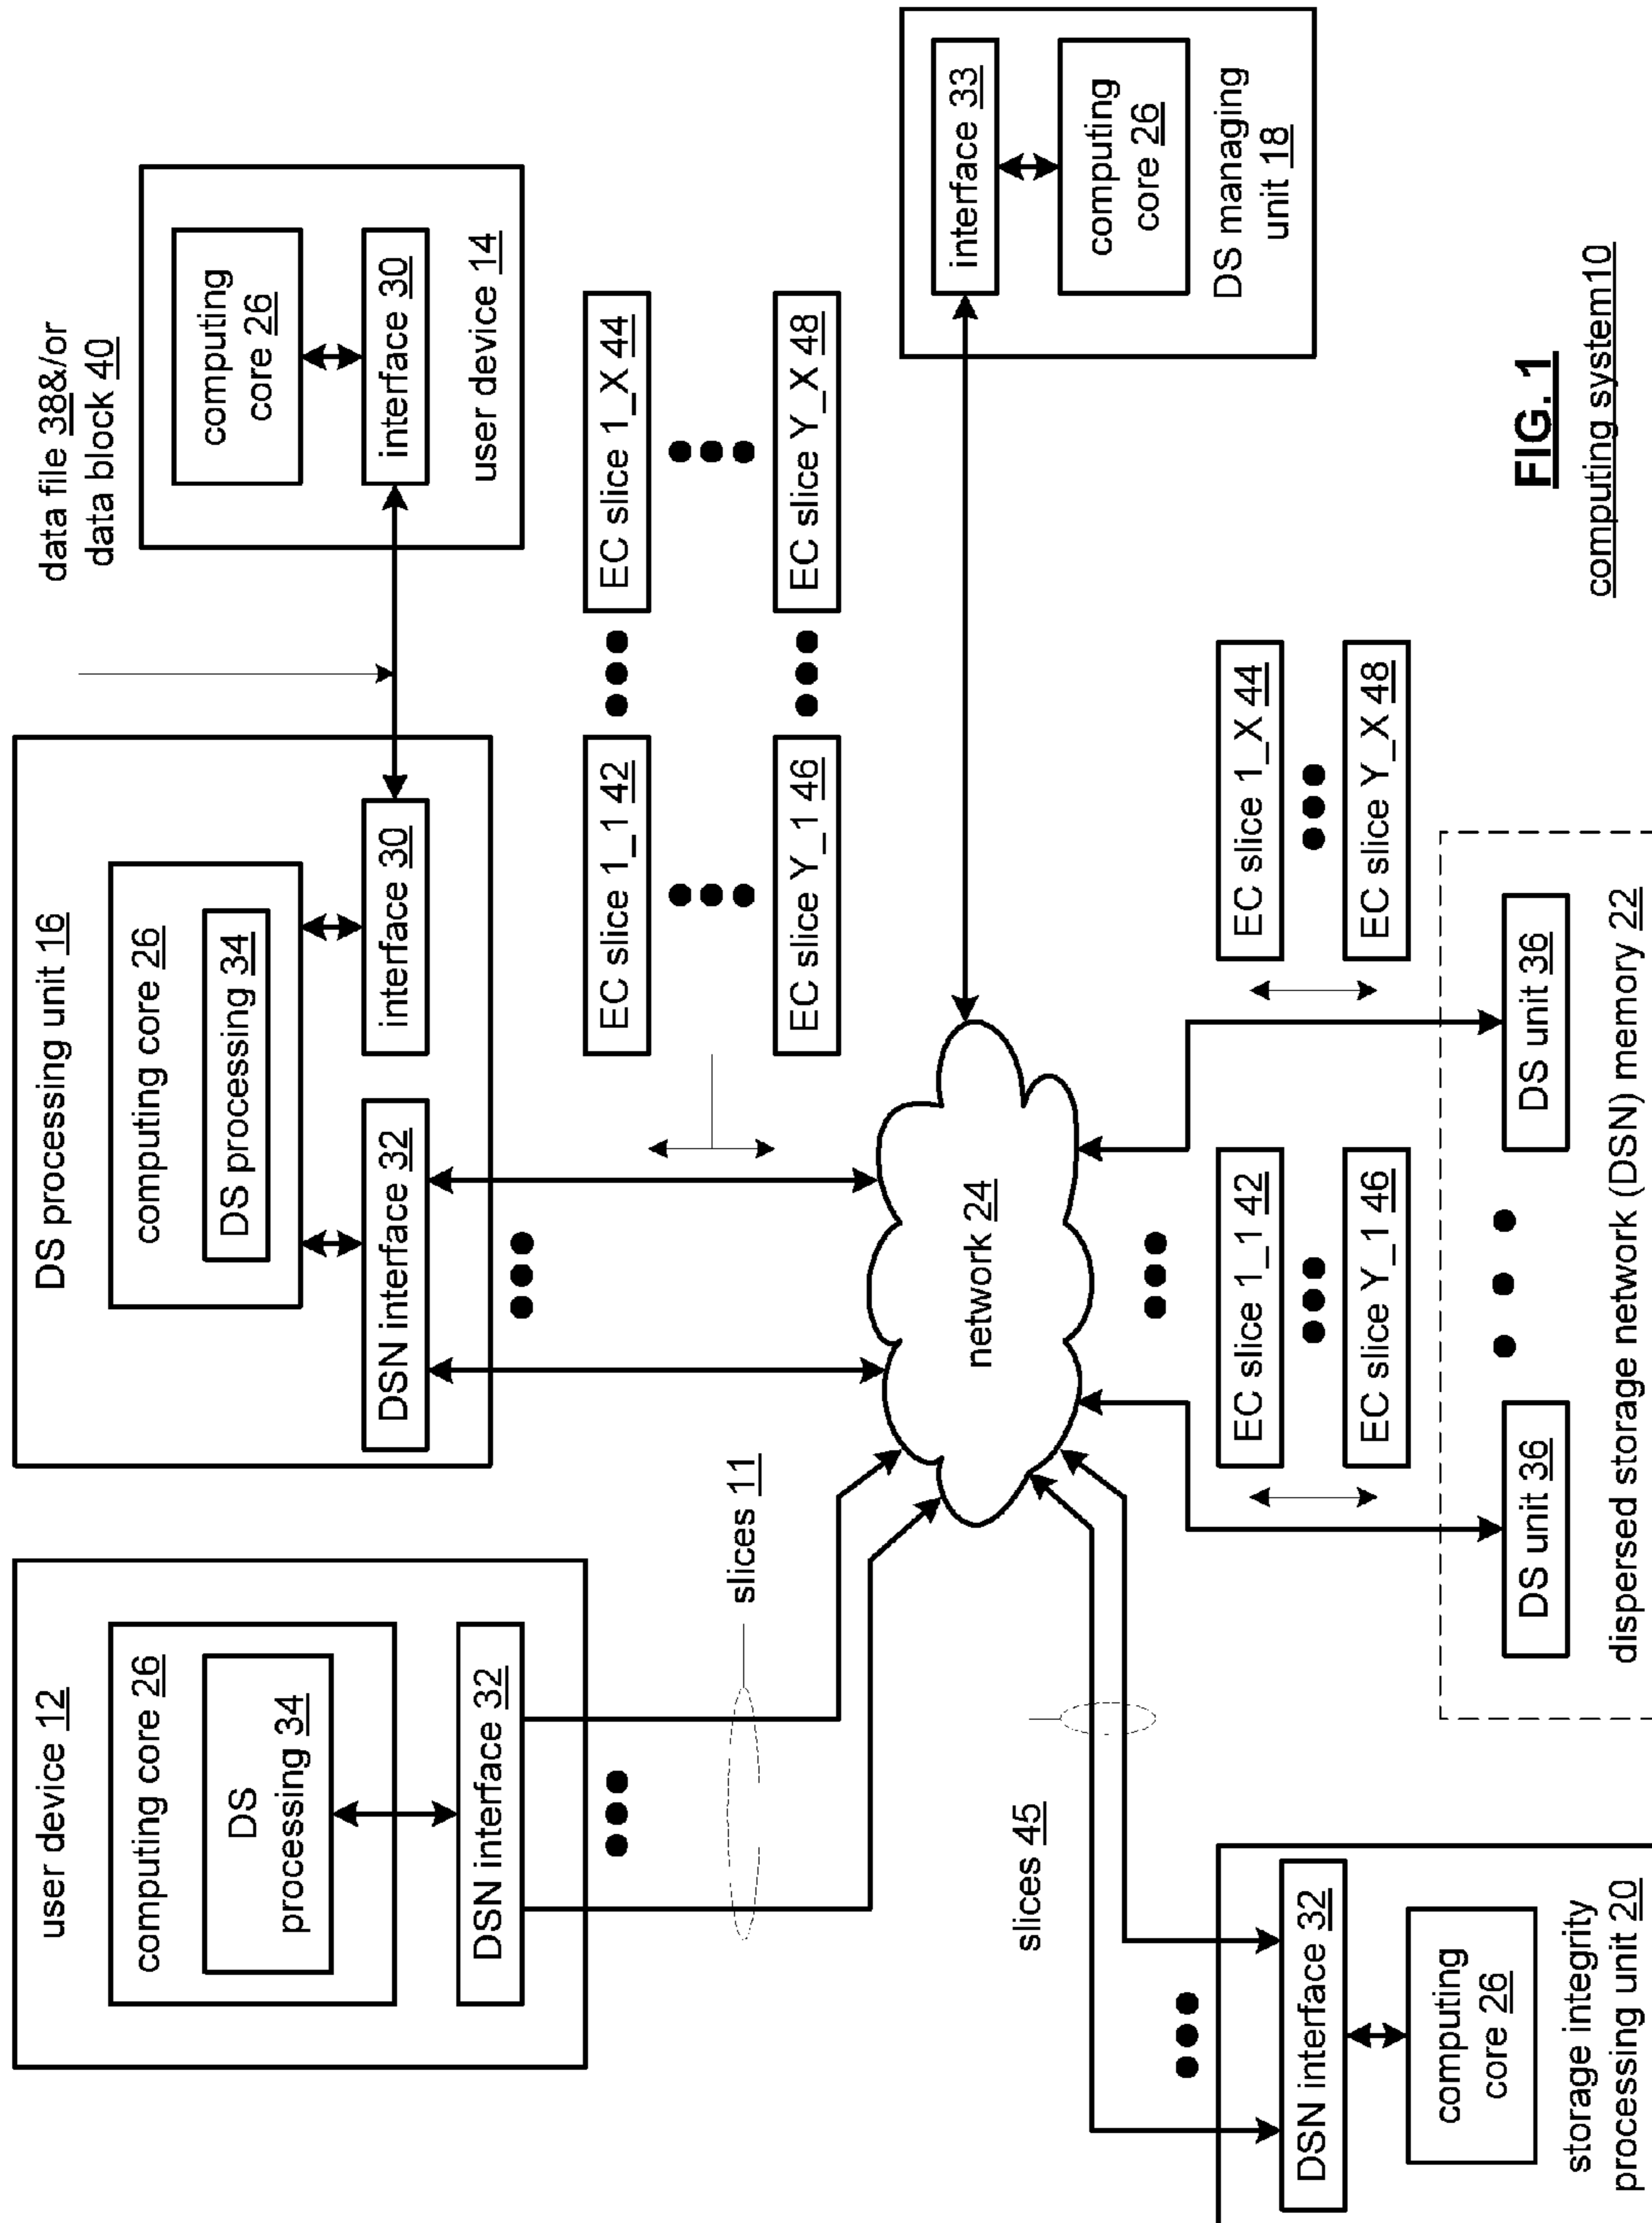 user device 12
computing core 26
DS
processing 34
DSN interface 32
slices 11
DS processing unit 16
computing core 26
DS processing 34
DSN interface 32
interface 30
data file 38&/or
data block 40
computing
core 26
interface 30
user device 14
EC slice 1_1 42
EC slice 1_X 44
EC slice Y_1 46
EC slice Y_X 48
network 24
interface 33
computing
core 26
DS managing
unit 18
slices 45
DSN interface 32
computing
core 26
storage integrity
processing unit 20
EC slice 1_1 42
EC slice Y_1 46
EC slice 1_X 44
EC slice Y_X 48
DS unit 36
DS unit 36
dispersed storage network (DSN) memory 22
FIG. 1
computing system10